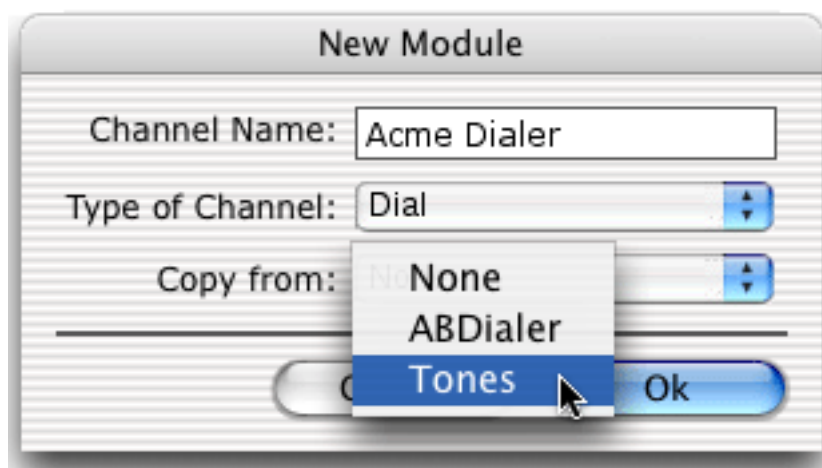 New Module
Channel Name: Acme Dialer
Type of Channel: Dial
Copy from:
None
ABDialer
Tones
Ok